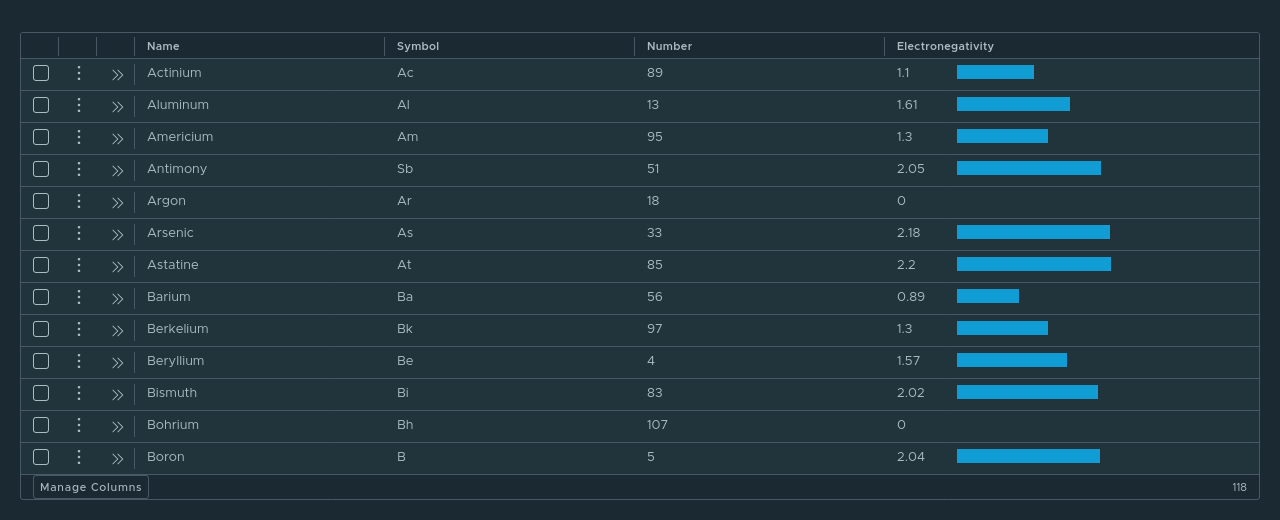 Name Symbol Number Electronegativity
Actinium Ac 89 1.1
Aluminum Al 13 1.61
Americium Am 95 1.3
Antimony Sb 51 2.05
Argon Ar 18 0
Arsenic As 33 2.18
Astatine At 85 2.2
Barium Ba 56 0.89
Berkelium Bk 97 1.3
Beryllium Be 4 1.57
Bismuth Bi 83 2.02
Bohrium Bh 107 0
Boron B 5 2.04
Manage Columns 118